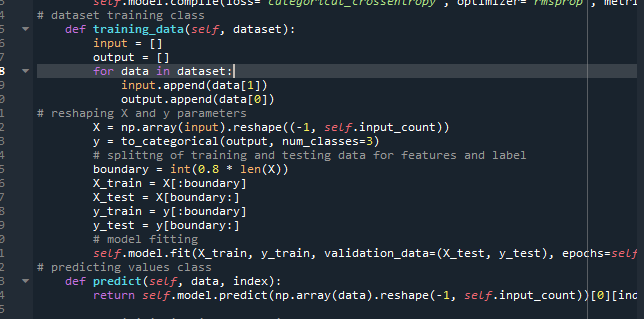 self.model.compile(loss='categorical_crossentropy', optimizer='rmsprop', metri
# dataset training class
def training_data(self, dataset):
input = []
output = []
for data in dataset:
input.append(data[1])
output.append(data[0])
# reshaping X and y parameters
X = np.array(input).reshape((-1, self.input_count))
y = to_categorical(output, num_classes=3)
# splittng of training and testing data for features and label
boundary = int(0.8 * len(X))
X_train = X[:boundary]
X_test = X[boundary:]
y_train = y[:boundary]
y_test = y[boundary:]
# model fitting
self.model.fit(X_train, y_train, validation_data=(X_test, y_test), epochs=self
# predicting values class
def predict(self, data, index):
return self.model.predict(np.array(data).reshape(-1, self.input_count))[0][ind